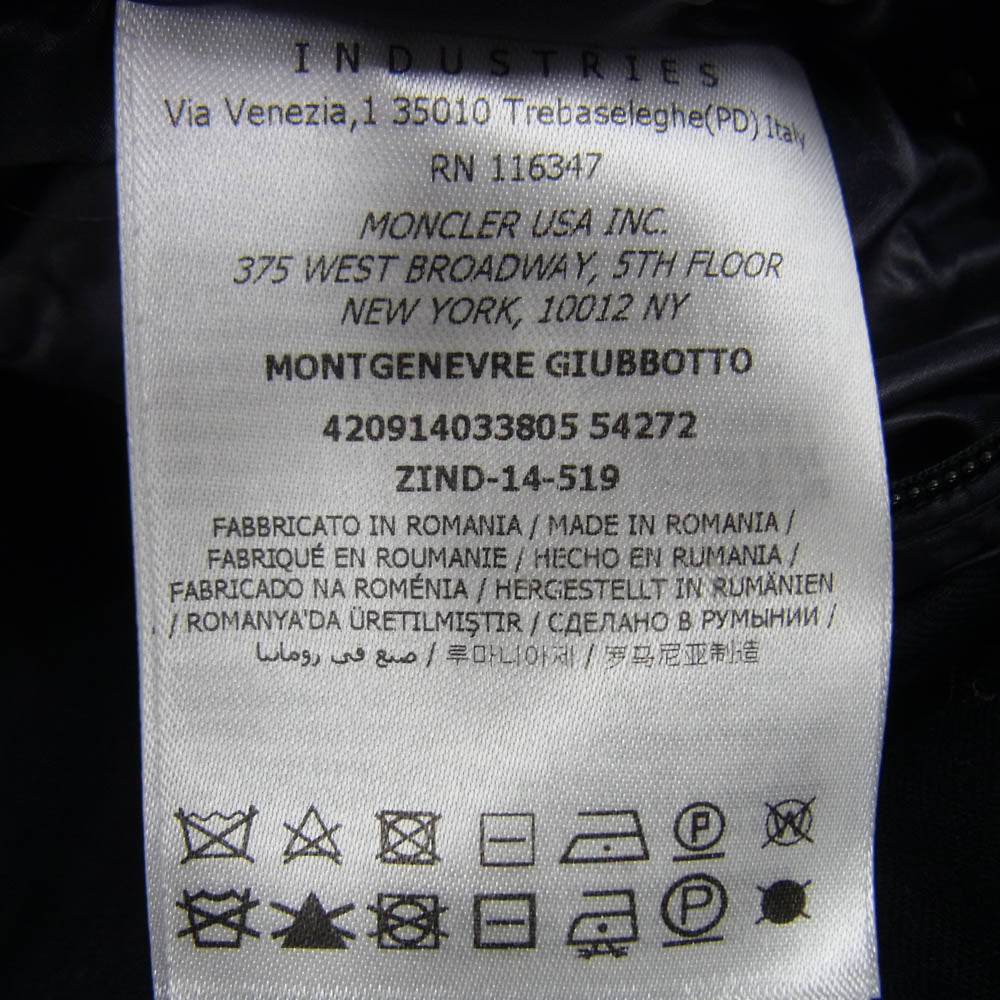 INDUSTRIES
Via Venezia,1 35010 Trebaseleghe(PD) Italy
RN 116347
MONCLER USA INC.
375 WEST BROADWAY, 5TH FLOOR
NEW YORK, 10012 NY
MONTGENEVRE GIUBBOTTO
420914033805 54272
ZIND-14-519
FABBRICATO IN ROMANIA / MADE IN ROMANIA /
FABRIQUÉ EN ROUMANIE / HECHO EN RUMANIA /
FABRICADO NA ROMÉNIA / HERGESTELLT IN RUMÄNIEN
/ ROMANYA'DA ÜRETILMIŞTIR / СДЕЛАНО В РУМЫНИИ /
صنع في رومانيا / 루마니아제 / 罗马尼亚制造
P W
P